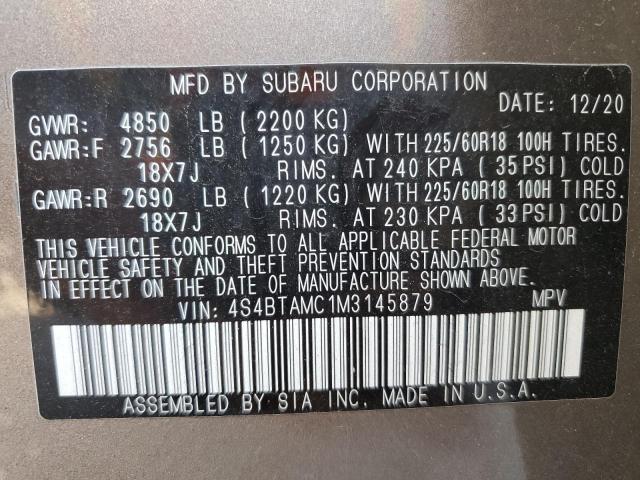 MFD BY SUBARU CORPORATION
DATE: 12/20
GVWR: 4850 LB ( 2200 KG)
GAWR:F 2756 LB ( 1250 KG) WITH 225/60R18 100H TIRES.
18X7J RIMS. AT 240 KPA ( 35 PSI) COLD
GAWR:R 2690 LB ( 1220 KG) WITH 225/60R18 100H TIRES.
18X7J RIMS. AT 230 KPA ( 33 PSI) COLD
THIS VEHICLE CONFORMS TO ALL APPLICABLE FEDERAL MOTOR
VEHICLE SAFETY AND THEFT PREVENTION STANDARDS
IN EFFECT ON THE DATE OF MANUFACTURE SHOWN ABOVE.
VIN: 4S4BTAMC1M3145879 MPV
ASSEMBLED BY SIA INC. MADE IN U.S.A.